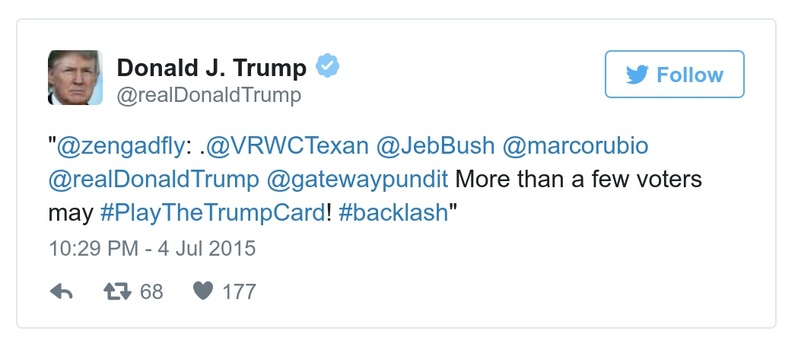 Donald J. Trump
@realDonaldTrump
Follow
"@zengadfly: .@VRWCTexan @JebBush @marcorubio
@realDonaldTrump @gatewaypundit More than a few voters
may #PlayTheTrumpCard! #backlash"
10:29 PM - 4 Jul 2015
68 177